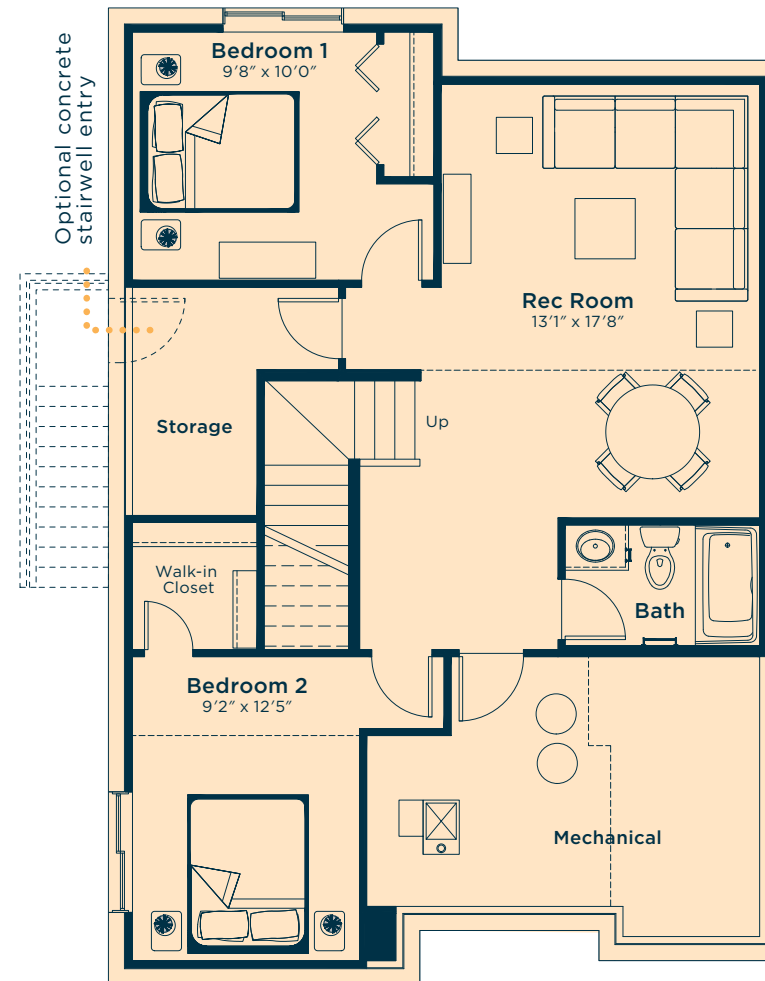 Optional concrete
stairwell entry
Bedroom 1
9’8” x 10’0”
Rec Room
13’1” x 17’8”
Up
Storage
Walk-in
Closet
Bath
Bedroom 2
9’2” x 12’5”
Mechanical